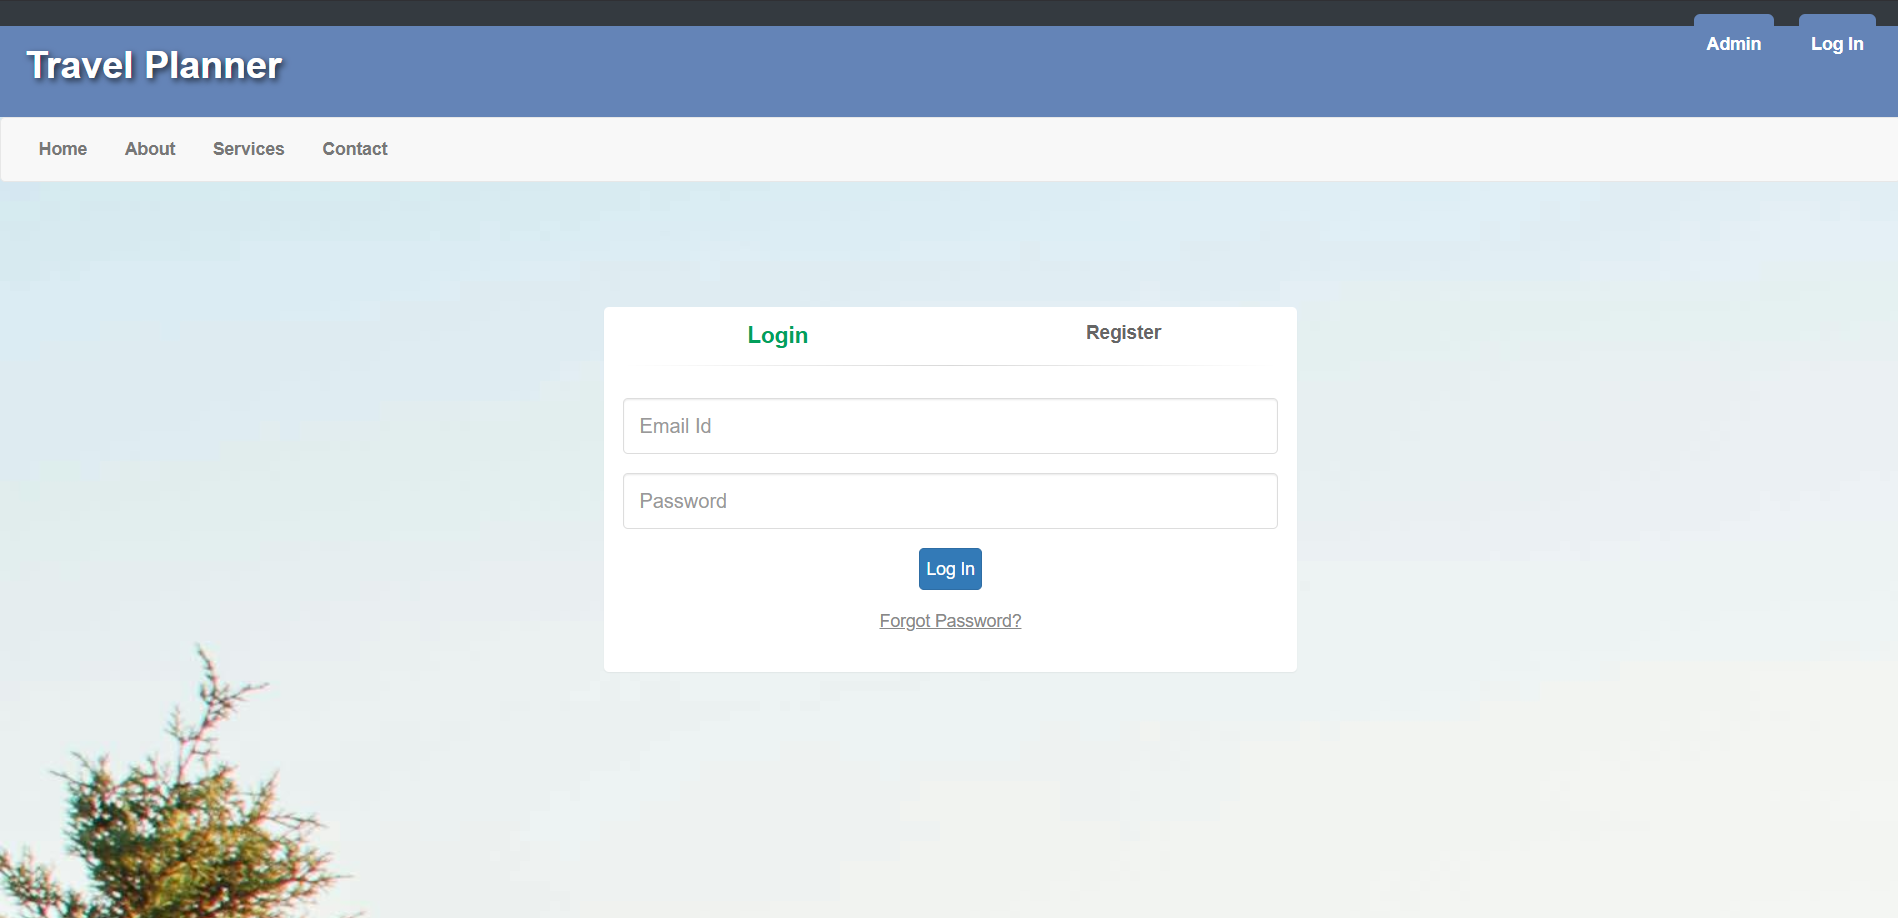 Admin Log In
Travel Planner
Home About Services Contact
Login Register
Email Id
Password
Log In
Forgot Password?